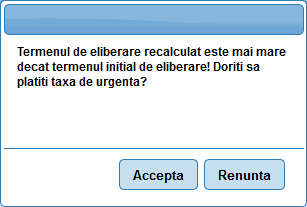 Termenul de eliberare recalculat este mai mare
decat termenul initial de eliberare! Doriti sa
platiti taxa de urgenta?
Accepta Renunta